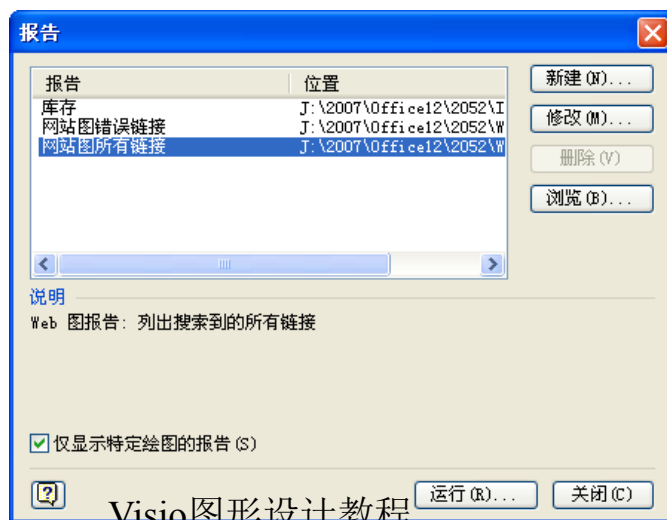 报告
报告 位置
库存 J:\2007\Office12\2052\I
网站图错误链接 J:\2007\Office12\2052\W
网站图所有链接 J:\2007\Office12\2052\W
新建(N)...
修改(M)...
删除(V)
浏览(B)...
说明
Web 图报告: 列出搜索到的所有链接
仅显示特定绘图的报告(S)
运行(R)... 关闭(C)
Visio图形设计教程